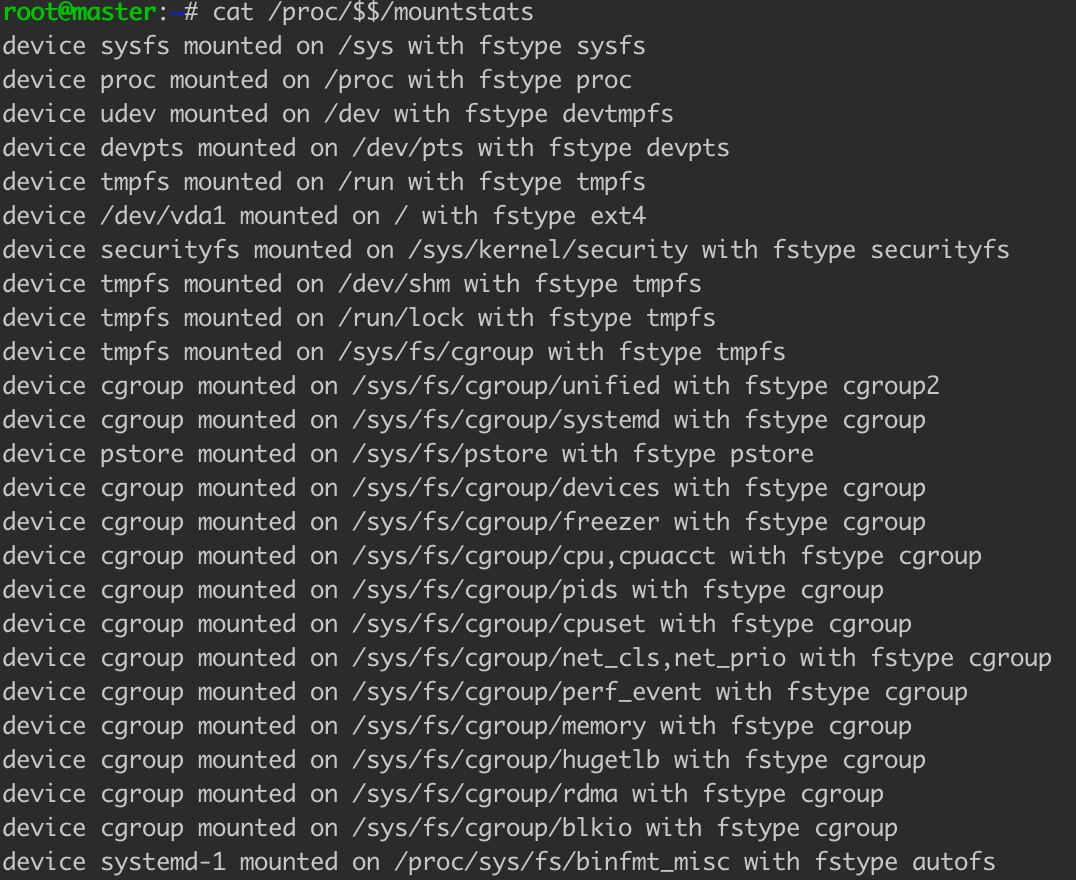 root@master:~# cat /proc/$$/mountstats
device sysfs mounted on /sys with fstype sysfs
device proc mounted on /proc with fstype proc
device udev mounted on /dev with fstype devtmpfs
device devpts mounted on /dev/pts with fstype devpts
device tmpfs mounted on /run with fstype tmpfs
device /dev/vda1 mounted on / with fstype ext4
device securityfs mounted on /sys/kernel/security with fstype securityfs
device tmpfs mounted on /dev/shm with fstype tmpfs
device tmpfs mounted on /run/lock with fstype tmpfs
device tmpfs mounted on /sys/fs/cgroup with fstype tmpfs
device cgroup mounted on /sys/fs/cgroup/unified with fstype cgroup2
device cgroup mounted on /sys/fs/cgroup/systemd with fstype cgroup
device pstore mounted on /sys/fs/pstore with fstype pstore
device cgroup mounted on /sys/fs/cgroup/devices with fstype cgroup
device cgroup mounted on /sys/fs/cgroup/freezer with fstype cgroup
device cgroup mounted on /sys/fs/cgroup/cpu,cpuacct with fstype cgroup
device cgroup mounted on /sys/fs/cgroup/pids with fstype cgroup
device cgroup mounted on /sys/fs/cgroup/cpuset with fstype cgroup
device cgroup mounted on /sys/fs/cgroup/net_cls,net_prio with fstype cgroup
device cgroup mounted on /sys/fs/cgroup/perf_event with fstype cgroup
device cgroup mounted on /sys/fs/cgroup/memory with fstype cgroup
device cgroup mounted on /sys/fs/cgroup/hugetlb with fstype cgroup
device cgroup mounted on /sys/fs/cgroup/rdma with fstype cgroup
device cgroup mounted on /sys/fs/cgroup/blkio with fstype cgroup
device systemd-1 mounted on /proc/sys/fs/binfmt_misc with fstype autofs